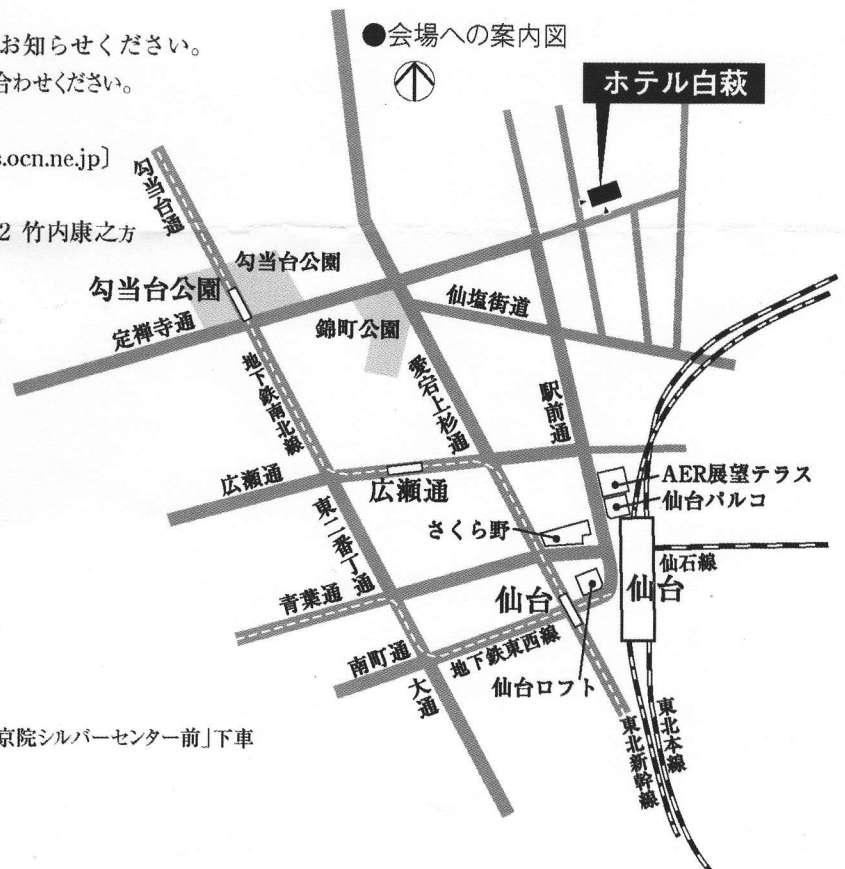 お知らせください。
合わせください。
s.ocn.ne.jp〕
2 竹内康之方
京院シルバーセンター前」下車
●会場への案内図
ホテル白萩
勾当台通
勾当台公園
勾当台公園
定禅寺通
錦町公園
仙塩街道
地下鉄南北線
愛宕上杉通
駅前通
広瀬通
広瀬通
AER展望テラス
仙台パルコ
さくら野
東二番丁通
仙石線
仙台
仙台
青葉通
南町通
地下鉄東西線
仙台ロフト
大通
東北新幹線
東北本線